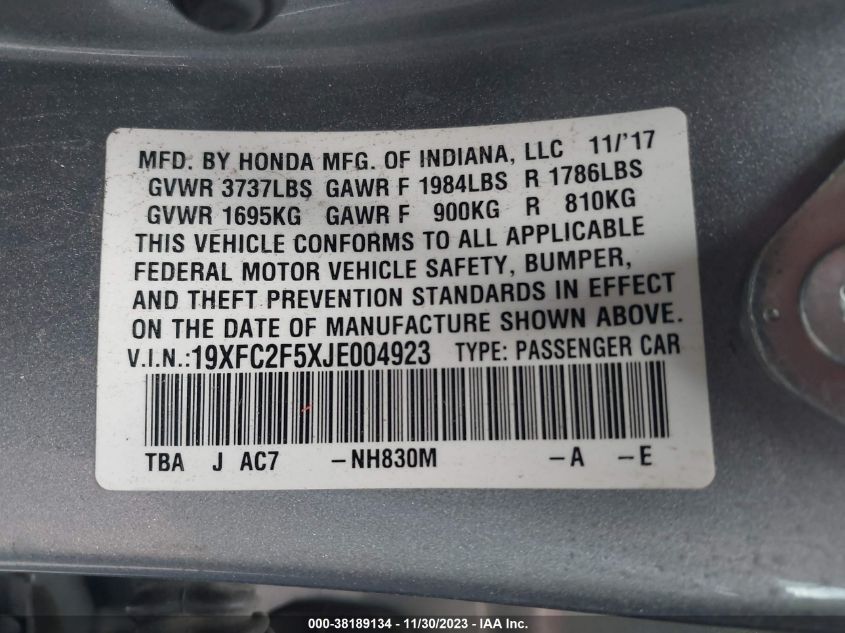 MFD. BY HONDA MFG. OF INDIANA, LLC 11/'17
GVWR 3737LBS GAWR F 1984LBS R 1786LBS
GVWR 1695KG GAWR F 900KG R 810KG
THIS VEHICLE CONFORMS TO ALL APPLICABLE
FEDERAL MOTOR VEHICLE SAFETY, BUMPER,
AND THEFT PREVENTION STANDARDS IN EFFECT
ON THE DATE OF MANUFACTURE SHOWN ABOVE.
V.I.N.:19XFC2F5XJE004923 TYPE: PASSENGER CAR
TBA J AC7 –NH830M –A –E
000-38189134 - 11/30/2023 - IAA Inc.